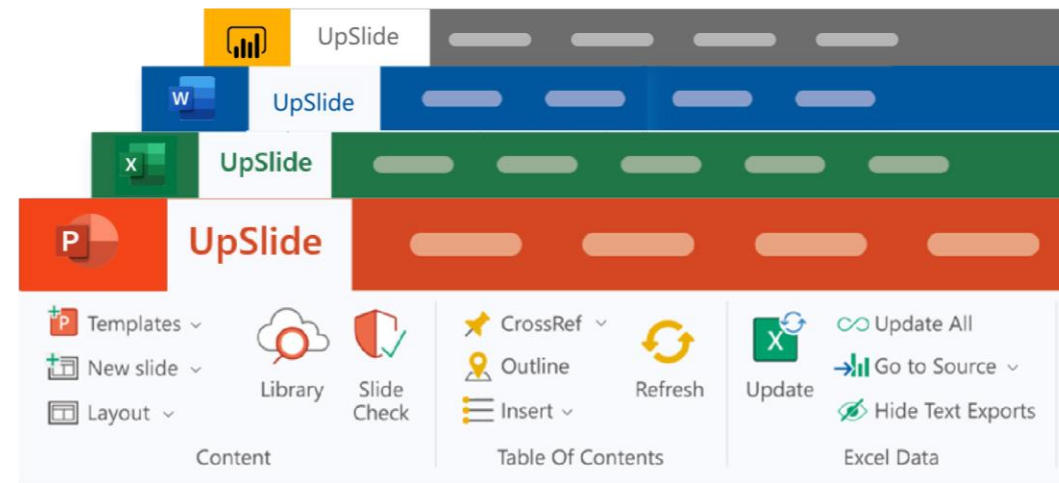 UpSlide
W UpSlide
X UpSlide
P UpSlide
P Templates
New slide
Layout
Library
Slide
Check
Content
CrossRef
Outline
Insert
Refresh
Table Of Contents
X
Update
Update All
Go to Source
Hide Text Exports
Excel Data